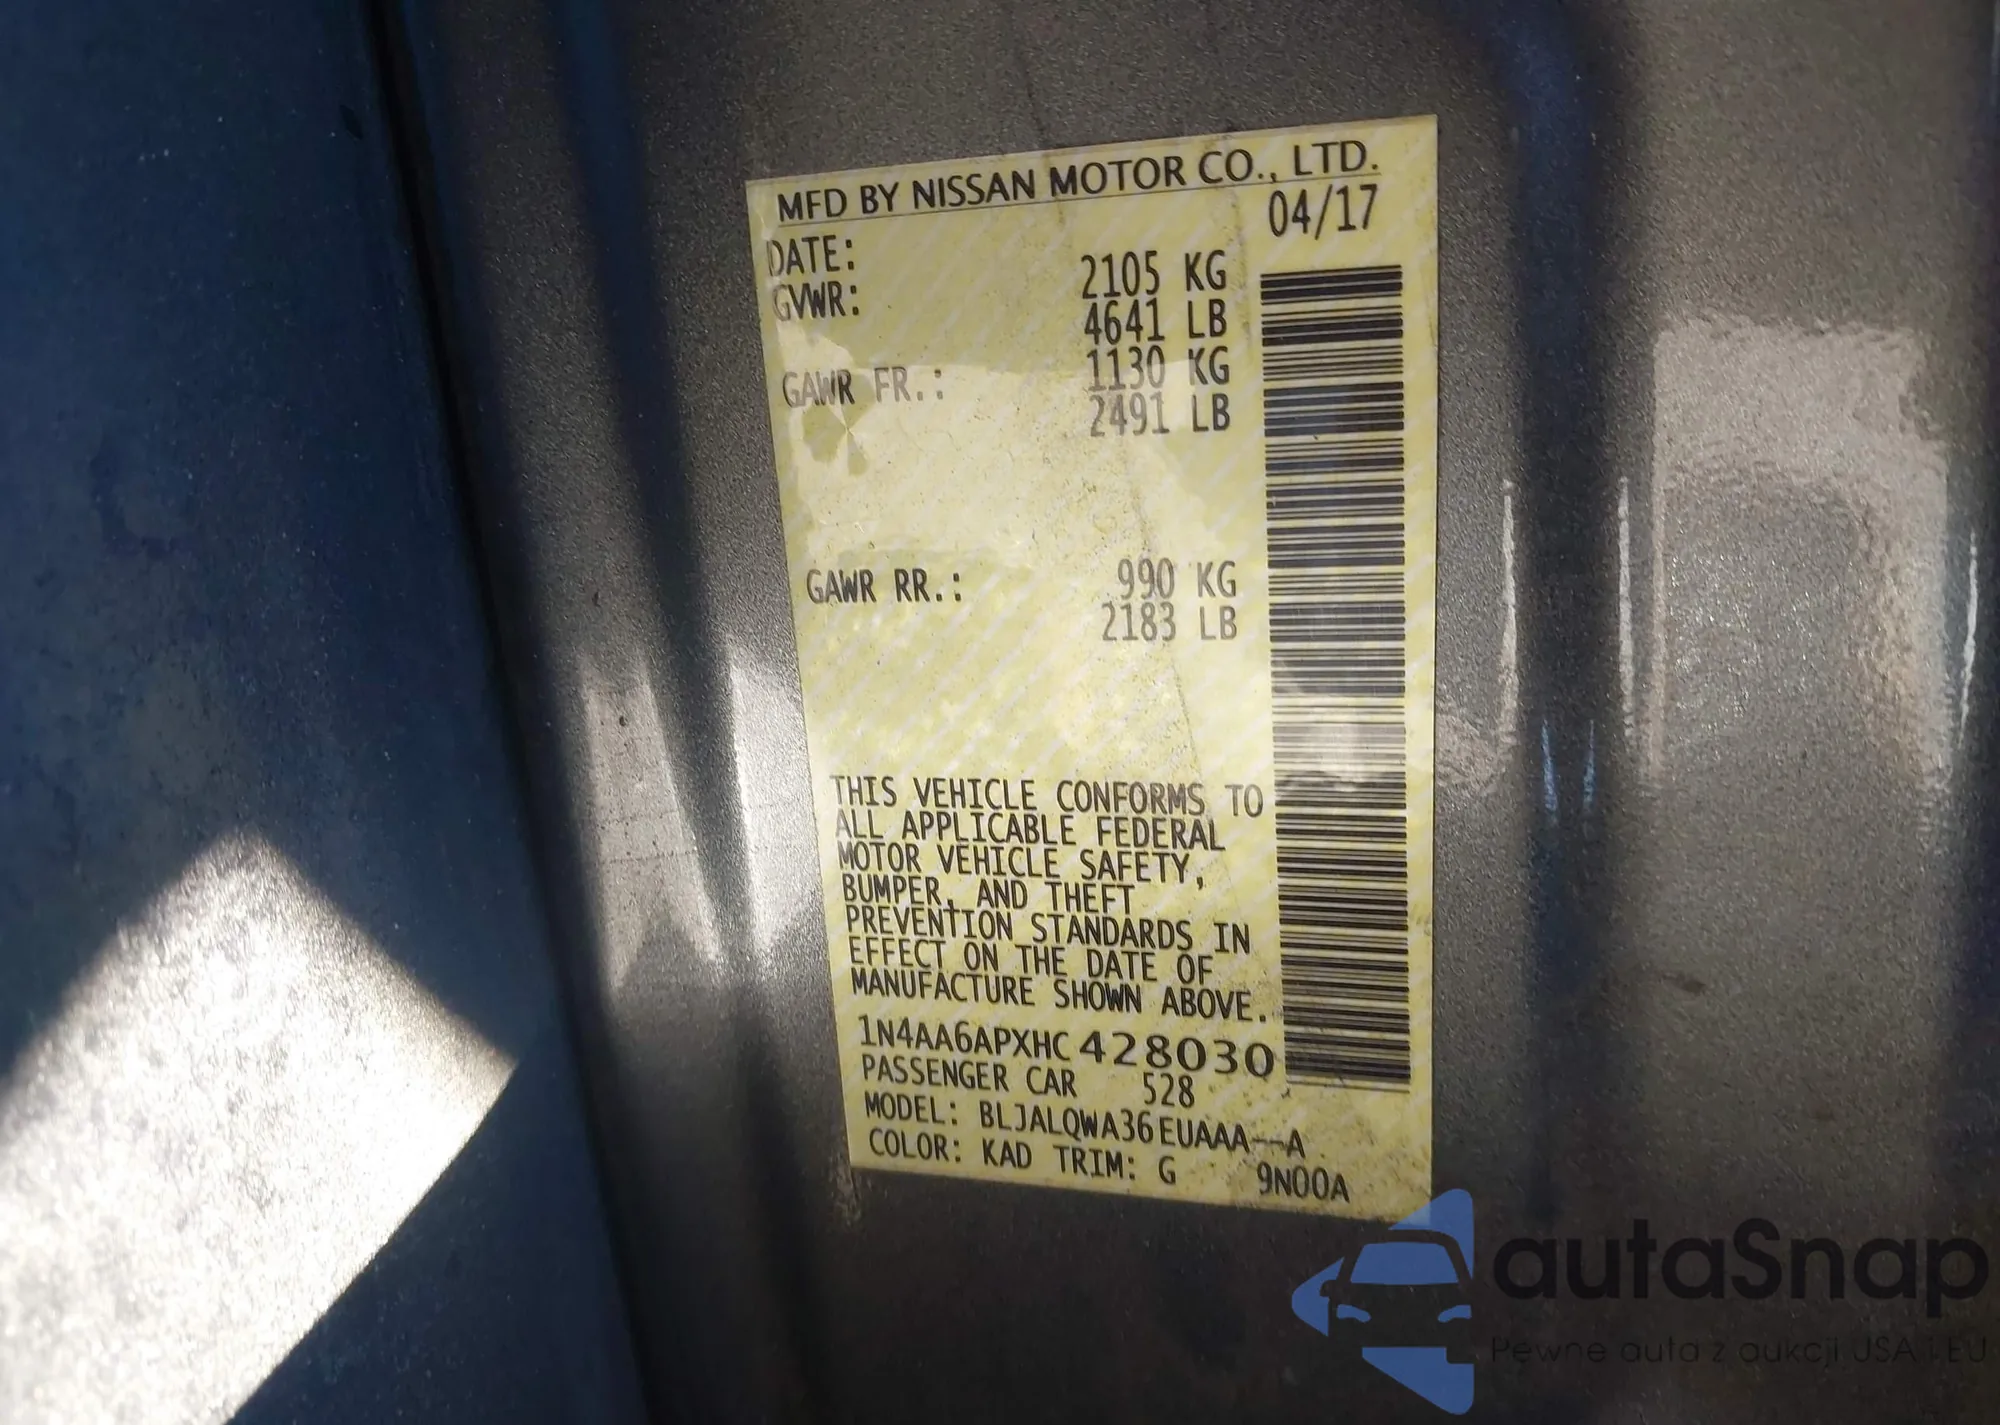 MFD BY NISSAN MOTOR CO., LTD.
DATE: 04/17
GVWR: 2105 KG
4641 LB
GAWR FR.: 1130 KG
2491 LB
GAWR RR.: 990 KG
2183 LB
THIS VEHICLE CONFORMS TO
ALL APPLICABLE FEDERAL
MOTOR VEHICLE SAFETY,
BUMPER, AND THEFT
PREVENTION STANDARDS IN
EFFECT ON THE DATE OF
MANUFACTURE SHOWN ABOVE.
1N4AA6APXHC428030
PASSENGER CAR 528
MODEL: BLJALQWA36EUAAA--A
COLOR: KAD TRIM: G 9N00A
autaSnap
Pewne auta z aukcji USA i EU